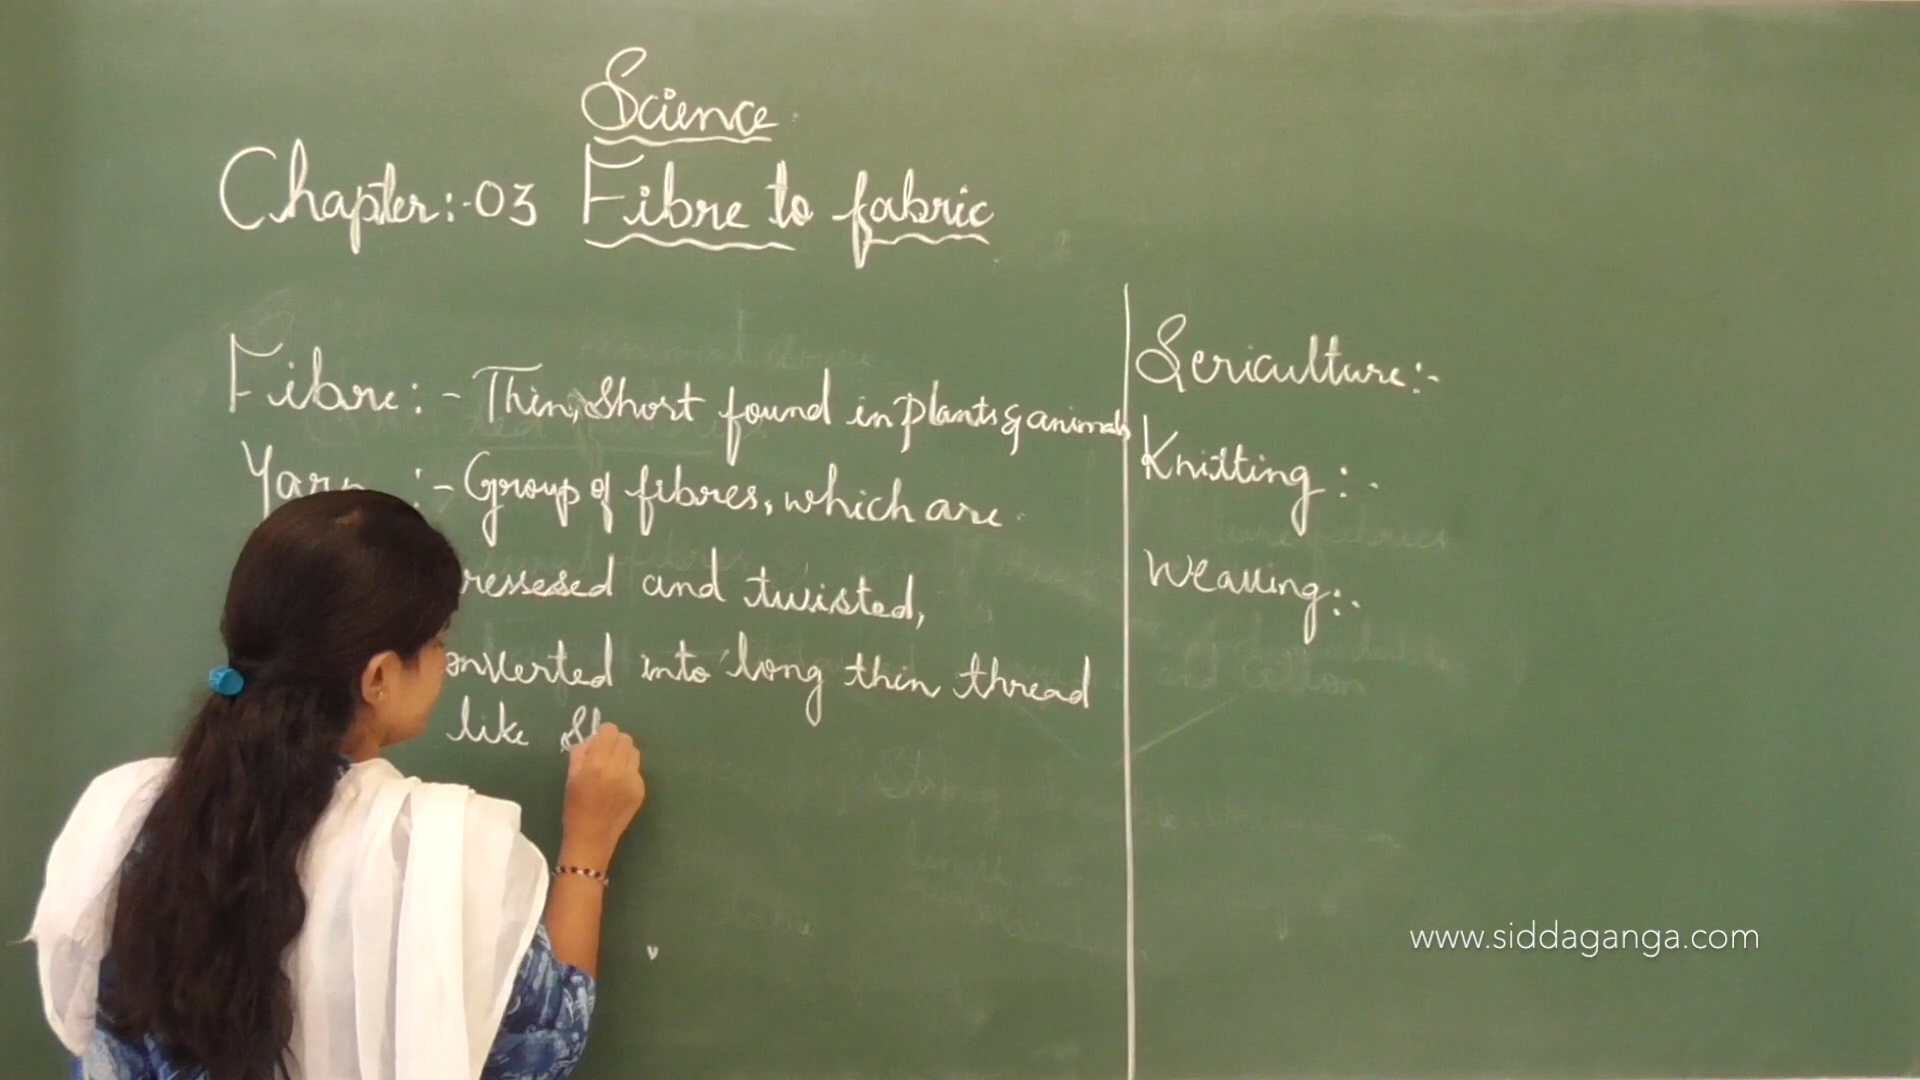 Science
Chapter:-03 Fibre to fabric
Fibre:- Thin, Short found in plants & animals
Yarn :- Group of fibres, which are
ressesed and twisted,
onverted into long thin thread
like St
Sericulture:-
Knitting:-
Weaving:-
www.siddaganga.com